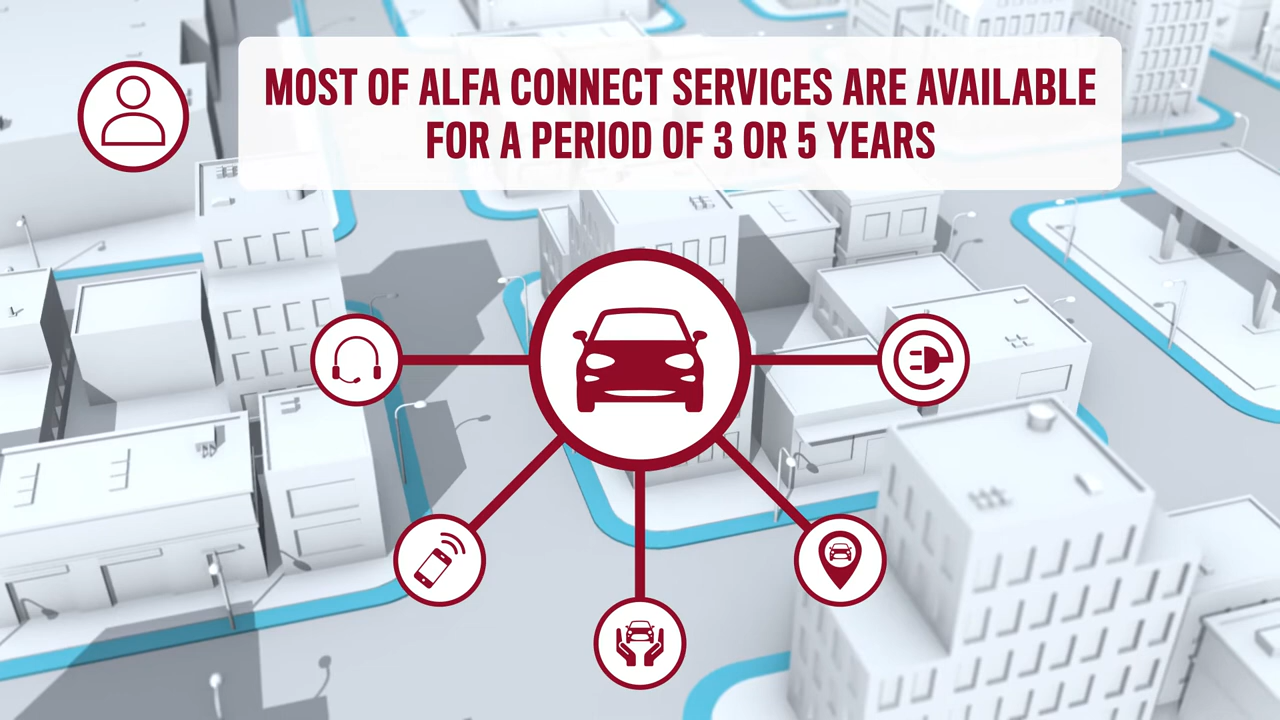 MOST OF ALFA CONNECT SERVICES ARE AVAILABLE
FOR A PERIOD OF 3 OR 5 YEARS